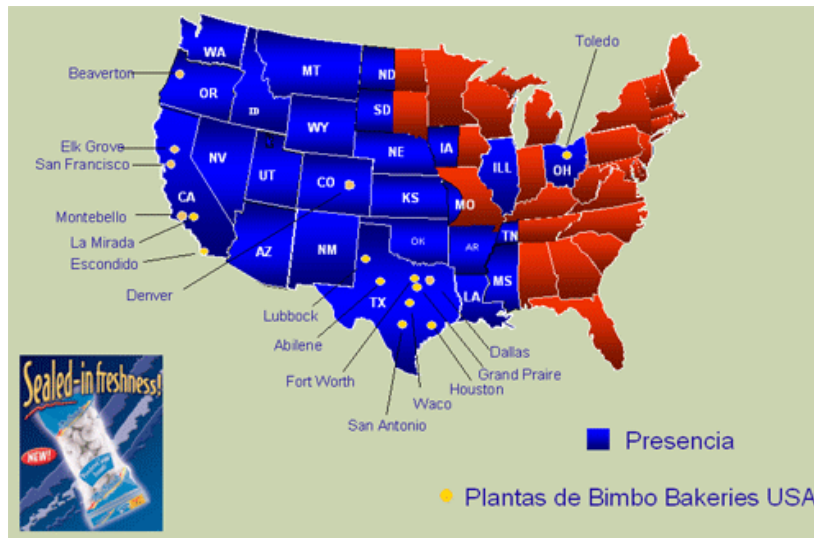 Toledo
WA
Beaverton
MT
ND
OR
ID
SD
WY
IA
Elk Grove
NV
NE
ILL
San Francisco
UT
CO
OH
CA
KS
MO
Montebello
TN
La Mirada
OK
AR
Escondido
AZ
NM
MS
Denver
TX
LA
Lubbock
Abilene
Dallas
Fort Worth
Grand Praire
Houston
Waco
San Antonio
Sealed-in freshness!
NEW!
Presencia
Plantas de Bimbo Bakeries USA